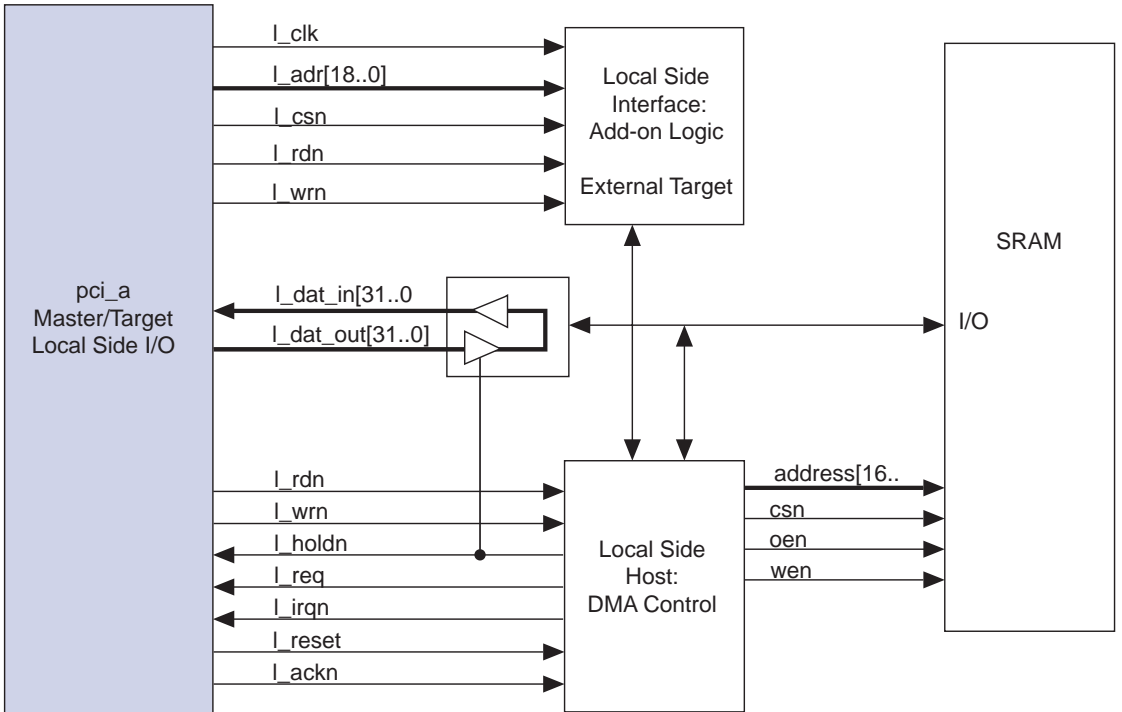 l_clk
l_adr[18..0]
l_csn
l_rdn
l_wrn
Local Side
Interface:
Add-on Logic
External Target
SRAM
I/O
pci_a
Master/Target
Local Side I/O
l_dat_in[31..0
l_dat_out[31..0]
l_rdn
l_wrn
l_holdn
l_req
l_irqn
l_reset
l_ackn
Local Side
Host:
DMA Control
address[16..
csn
oen
wen